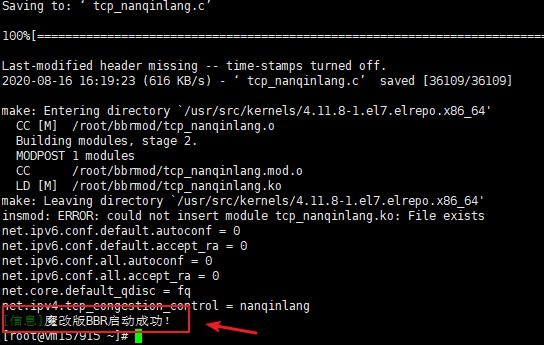 Saving to: ‘ tcp_nanqinlang.c’
100%[======================================================================
Last-modified header missing -- time-stamps turned off.
2020-08-16 16:19:23 (616 KB/s) - ‘ tcp_nanqinlang.c’ saved [36109/36109]
make: Entering directory `/usr/src/kernels/4.11.8-1.el7.elrepo.x86_64'
CC [M] /root/bbrmod/tcp_nanqinlang.o
Building modules, stage 2.
MODPOST 1 modules
CC /root/bbrmod/tcp_nanqinlang.mod.o
LD [M] /root/bbrmod/tcp_nanqinlang.ko
make: Leaving directory `/usr/src/kernels/4.11.8-1.el7.elrepo.x86_64'
insmod: ERROR: could not insert module tcp_nanqinlang.ko: File exists
net.ipv6.conf.default.autoconf = 0
net.ipv6.conf.default.accept_ra = 0
net.ipv6.conf.all.autoconf = 0
net.ipv6.conf.all.accept_ra = 0
net.core.default_qdisc = fq
net.ipv4.tcp_congestion_control = nanqinlang
[信息]魔改版BBR启动成功！
[root@vm157915 ~]#